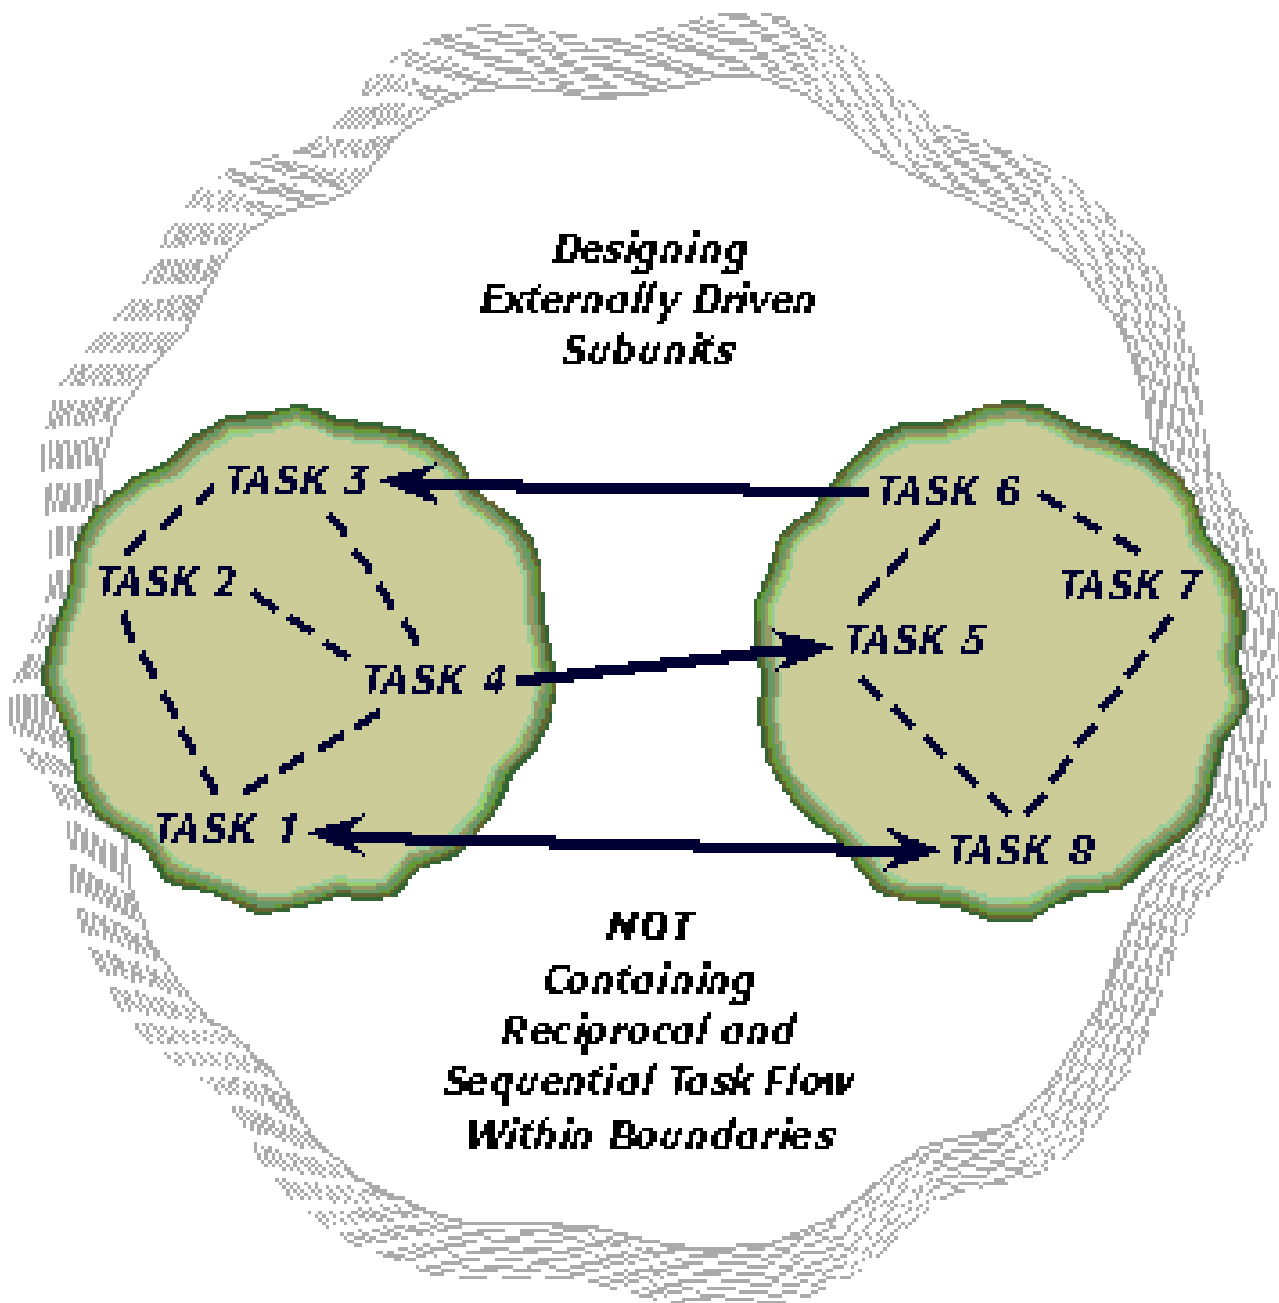 Designing
Externally Driven
Subunits
TASK 3
TASK 6
TASK 2
TASK 7
TASK 5
TASK 4
TASK 1
TASK 8
NOT
Containing
Reciprocal and
Sequential Task Flow
Within Boundaries